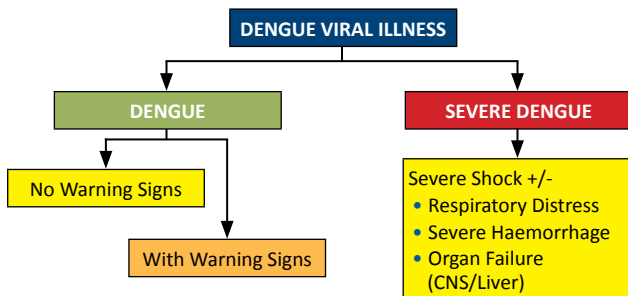 DENGUE VIRAL ILLNESS
DENGUE
SEVERE DENGUE
No Warning Signs
With Warning Signs
Severe Shock +/-
• Respiratory Distress
• Severe Haemorrhage
• Organ Failure
(CNS/Liver)